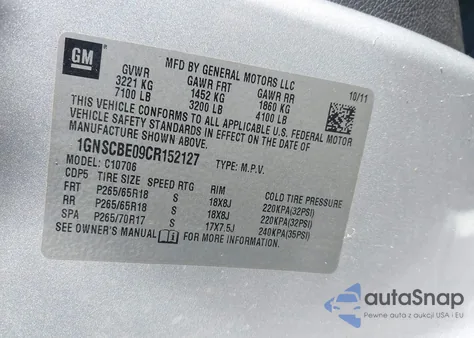 GM
MFD BY GENERAL MOTORS LLC
10/11
GVWR GAWR FRT GAWR RR
3221 KG 1452 KG 1860 KG
7100 LB 3200 LB 4100 LB
THIS VEHICLE CONFORMS TO ALL APPLICABLE U.S. FEDERAL MOTOR
VEHICLE SAFETY STANDARDS IN EFFECT ON THE DATE OF
MANUFACTURE SHOWN ABOVE.
1GNSCBE09CR152127 TYPE: M.P.V.
MODEL: C10706
CDP5 TIRE SIZE SPEED RTG RIM COLD TIRE PRESSURE
FRT P265/65R18 S 18X8J 220KPA(32PSI)
RR P265/65R18 S 18X8J 220KPA(32PSI)
SPA P265/70R17 S 17X7.5J 240KPA(35PSI)
SEE OWNER'S MANUAL FOR MORE INFORMATION.
autoSnap
Pewne auta z USA i EU